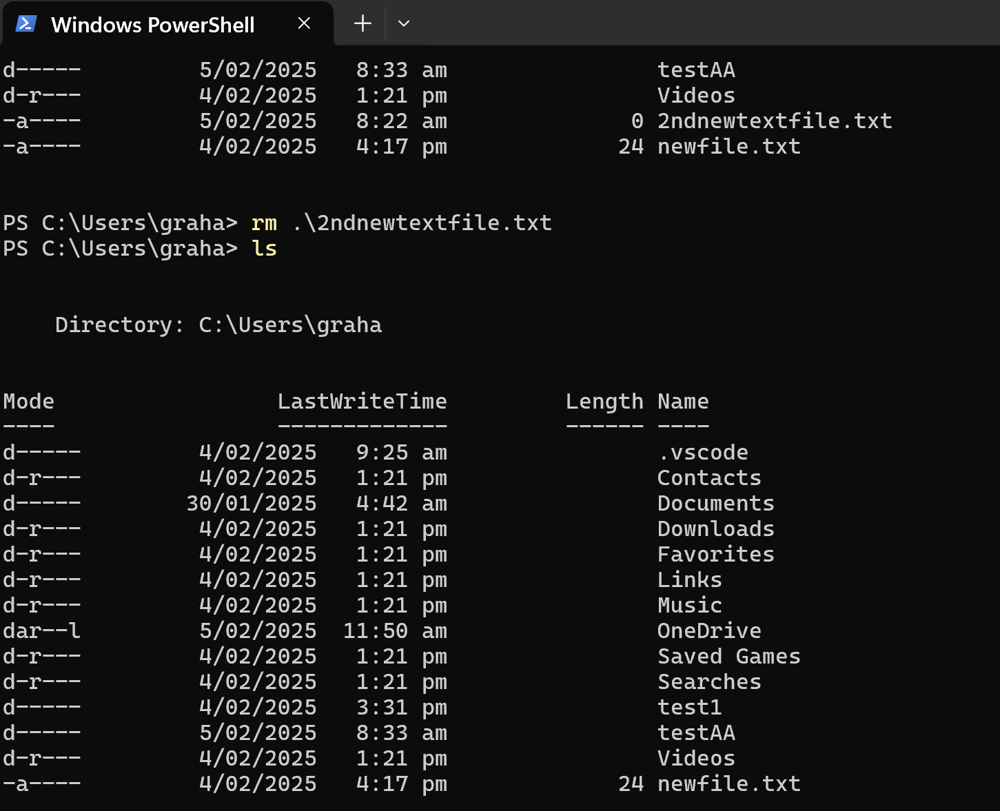 Windows PowerShell
d-----         5/02/2025   8:33 am                testAA
d-r---         4/02/2025   1:21 pm                Videos
-a----         5/02/2025   8:22 am              0 2ndnewtextfile.txt
-a----         4/02/2025   4:17 pm             24 newfile.txt
PS C:\Users\graha> rm .\2ndnewtextfile.txt
PS C:\Users\graha> ls
    Directory: C:\Users\graha
Mode                 LastWriteTime         Length Name
----                 -------------         ------ ----
d-----         4/02/2025   9:25 am                .vscode
d-r---         4/02/2025   1:21 pm                Contacts
d-----        30/01/2025   4:42 am                Documents
d-r---         4/02/2025   1:21 pm                Downloads
d-r---         4/02/2025   1:21 pm                Favorites
d-r---         4/02/2025   1:21 pm                Links
d-r---         4/02/2025   1:21 pm                Music
dar--l         5/02/2025  11:50 am                OneDrive
d-r---         4/02/2025   1:21 pm                Saved Games
d-r---         4/02/2025   1:21 pm                Searches
d-----         4/02/2025   3:31 pm                test1
d-----         5/02/2025   8:33 am                testAA
d-r---         4/02/2025   1:21 pm                Videos
-a----         4/02/2025   4:17 pm             24 newfile.txt